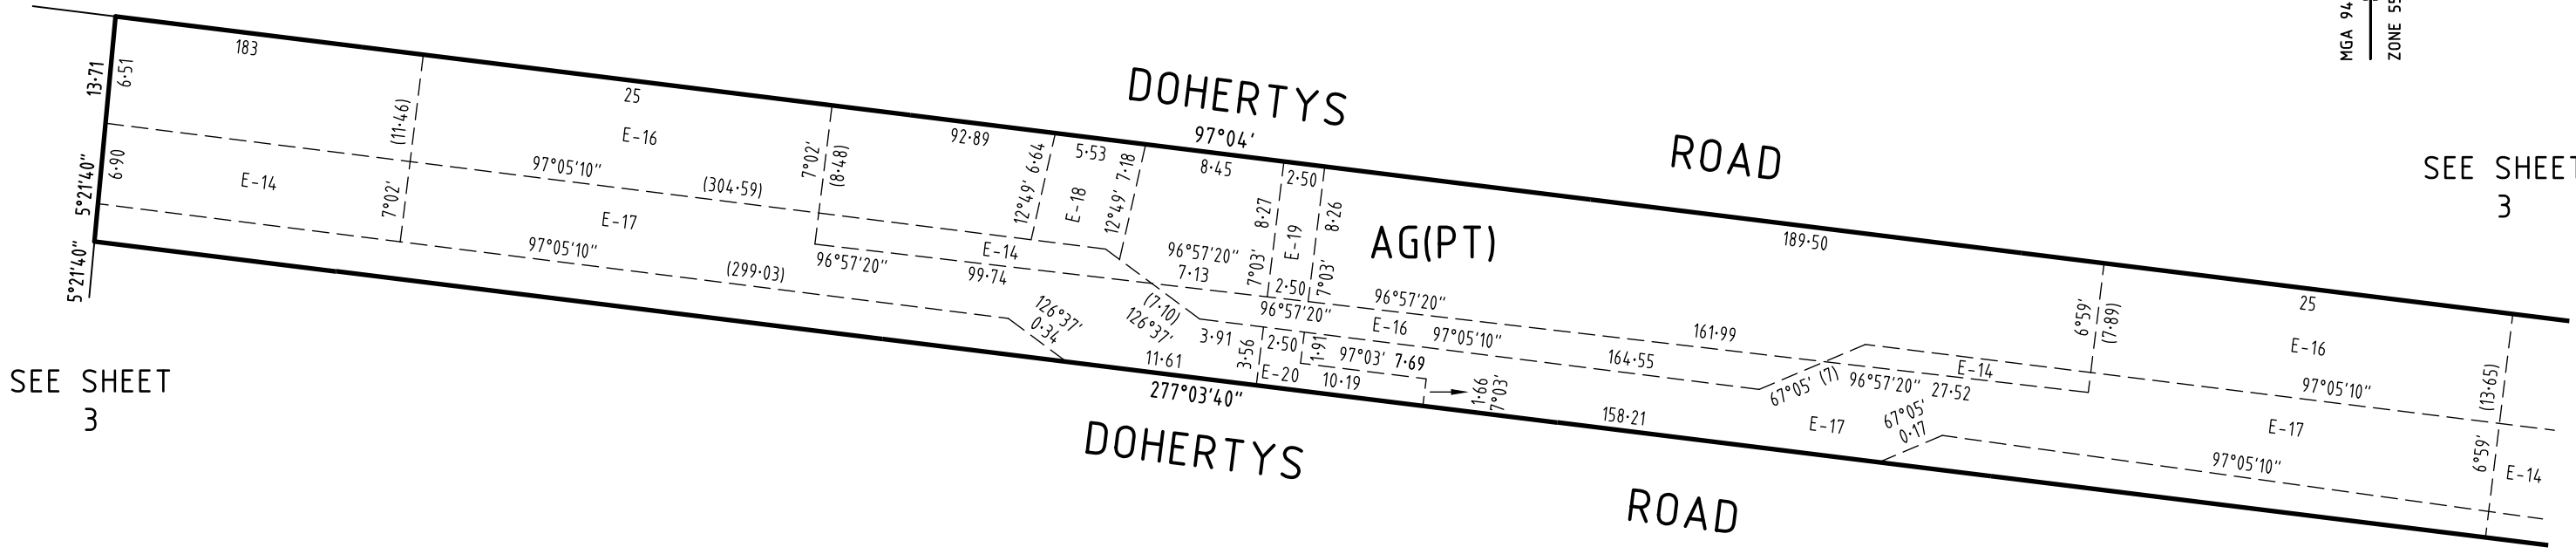 MGA 94
ZONE 55
DOHERTYS
ROAD
97°04'
SEE SHEET
3
183
25
92·89
5·53
8·45
2·50
189·50
25
13·71
6·51
6·90
5°21'40"
5°21'40"
(11·46)
7°02'
E-16
E-14
97°05'10"
(304·59)
E-17
97°05'10"
(299·03)
7°02'
(8·48)
12°49' 6·64
E-18
12°49' 7·18
E-14
96°57'20"
99·74
96°57'20"
7·13
8·27
7°03'
E-19
8·26
7°03'
2·50
AG(PT)
96°57'20"
96°57'20"
E-16
97°05'10"
161·99
164·55
126°37'
0·34
(7·10)
126°37'
3·91
3·56
2·50
1·91
97°03' 7·69
E-20
10·19
1·66
7°03'
11·61
277°03'40"
158·21
6°59'
(7·89)
67°05' (7)
E-14
96°57'20" 27·52
67°05'
0·17
E-17
E-16
97°05'10"
E-17
97°05'10"
(13·65)
6°59'
E-14
SEE SHEET
3
DOHERTYS
ROAD